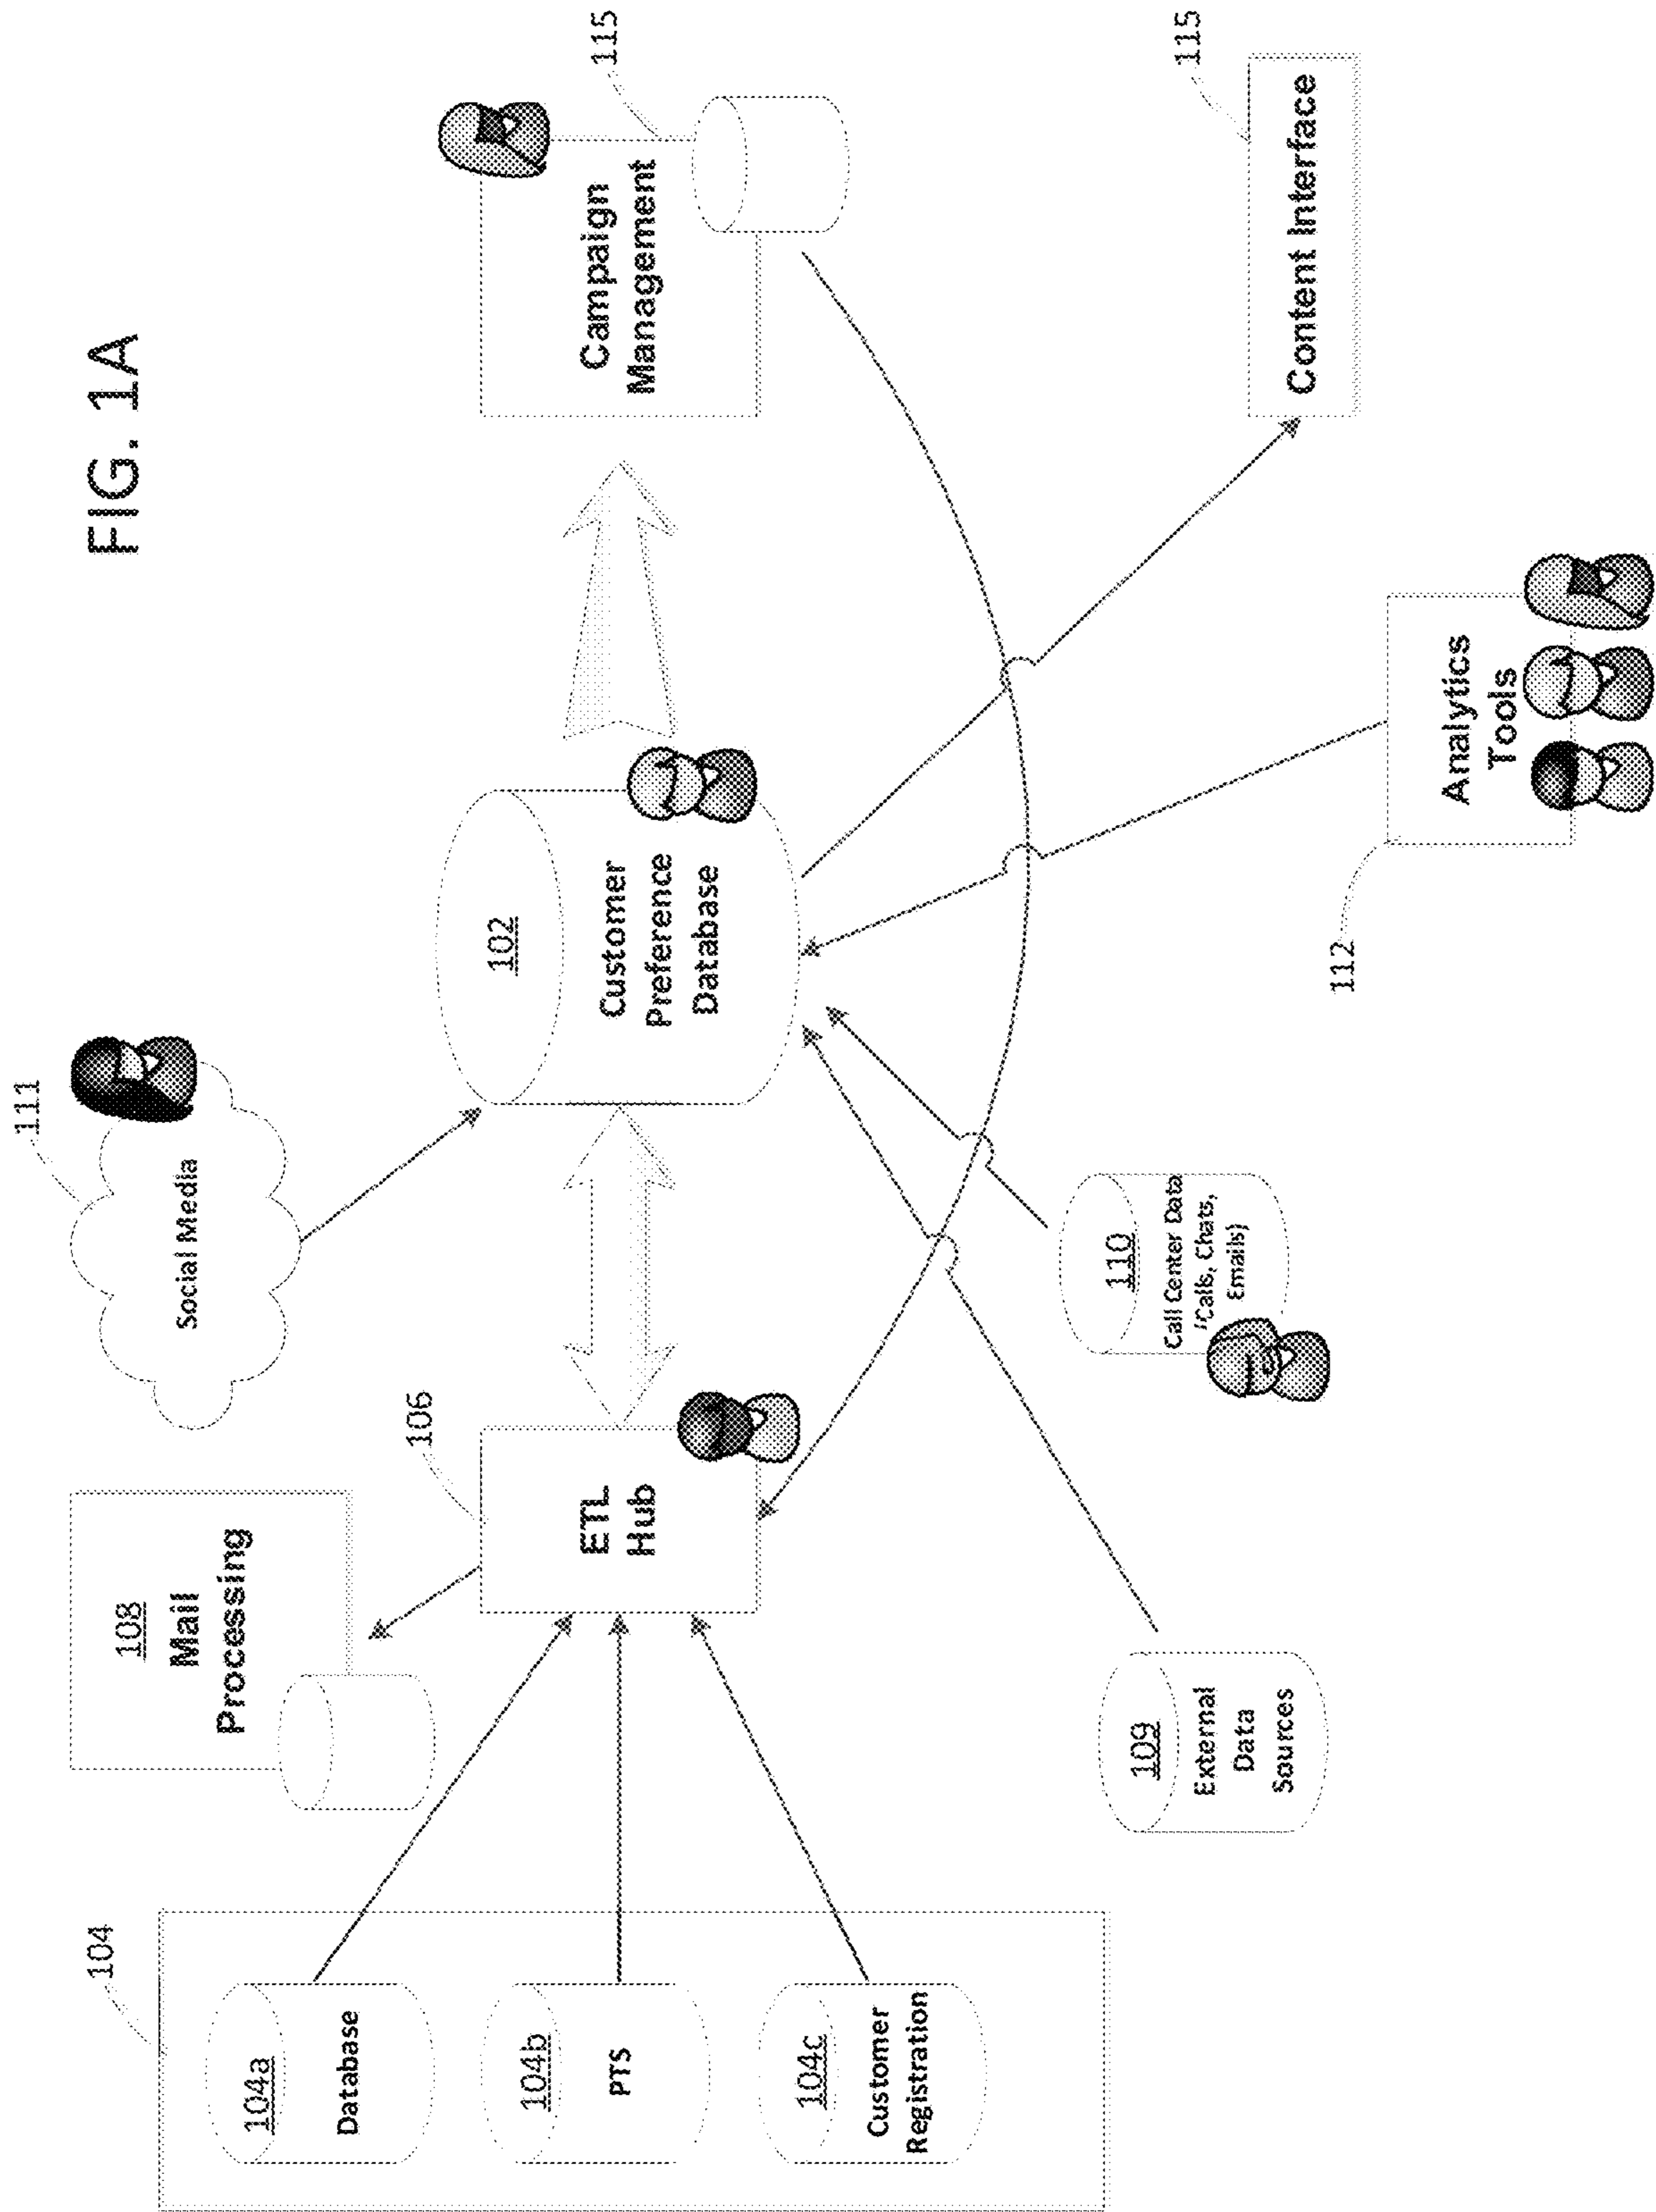 FIG. 1A
104
104a
Database
104b
PTS
104c
Customer
Registration
108
Mail
Processing
106
ETL
Hub
111
Social Media
102
Customer
Preference
Database
Campaign
Management
115
109
External
Data
Sources
110
Call Center Data
(Calls, Chats,
Emails)
112
Analytics
Tools
115
Content Interface